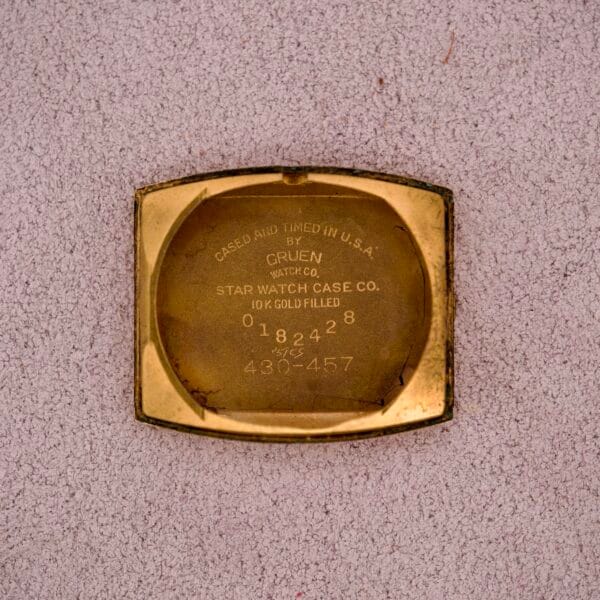 CASED AND TIMED IN U.S.A.
BY
GRUEN
WATCH CO.
STAR WATCH CASE CO.
10 K GOLD FILLED
0182428
430-457